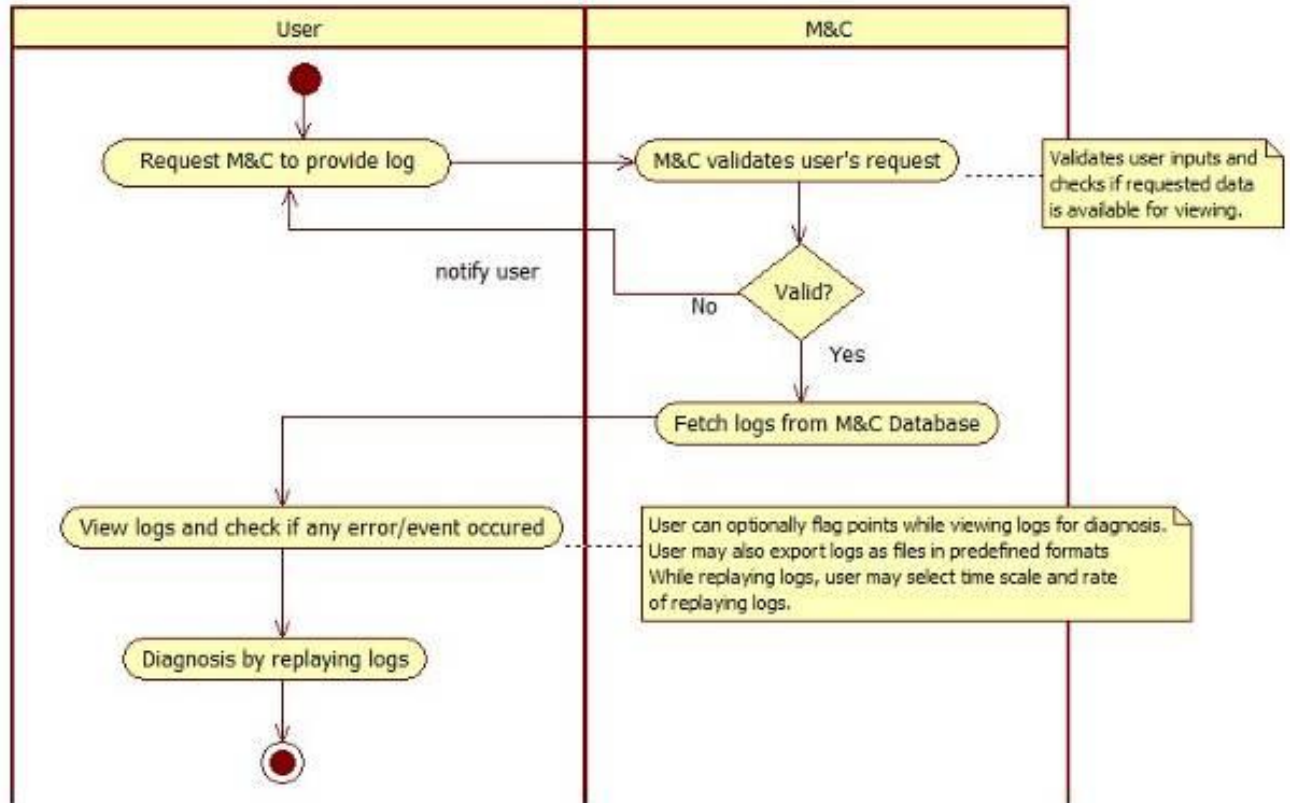 User
M&C
Request M&C to provide log
M&C validates user's request
Validates user inputs and
checks if requested data
is available for viewing.
notify user
Valid?
No
Yes
Fetch logs from M&C Database
View logs and check if any error/event occured
User can optionally flag points while viewing logs for diagnosis.
User may also export logs as files in predefined formats
While replaying logs, user may select time scale and rate
of replaying logs.
Diagnosis by replaying logs